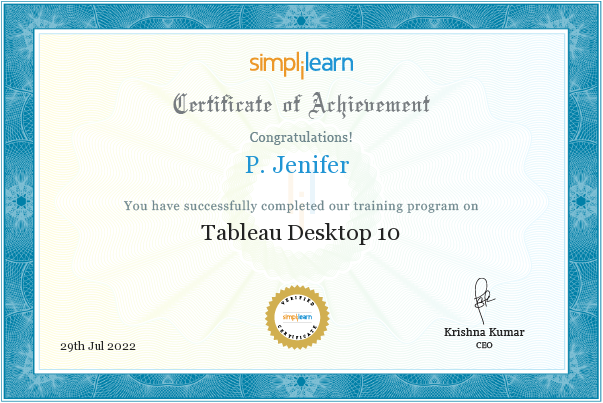 simplilearn
Certificate of Achievement
Congratulations!
P. Jenifer
You have successfully completed our training program on
Tableau Desktop 10
VERIFIED
simplilearn
CERTIFICATE
29th Jul 2022
Krishna Kumar
CEO